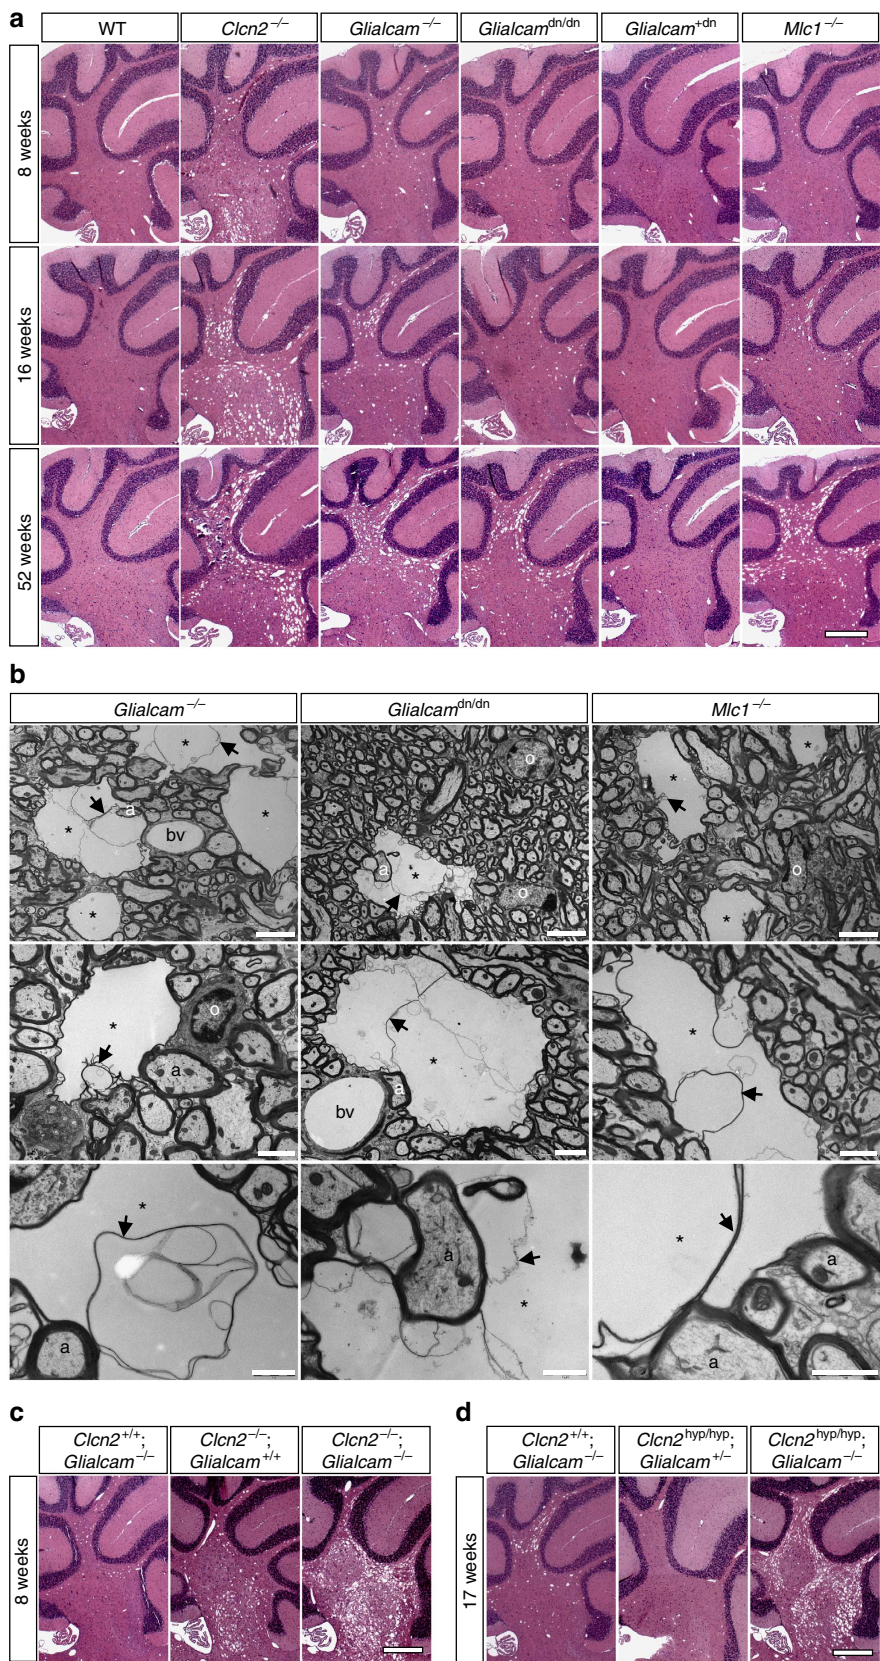 a
WT
Clcn2−/−
Glialcam−/−
Glialcamdn/dn
Glialcam+dn
Mlc1−/−
8 weeks
16 weeks
52 weeks
b
Glialcam−/−
Glialcamdn/dn
Mlc1−/−
*
*
a
*
bv
*
o
a
*
o
*
*
o
*
*
o
a
*
a
bv
*
*
a
a
*
*
a
a
c
Clcn2+/+;
Glialcam−/−
Clcn2−/−;
Glialcam+/+
Clcn2−/−;
Glialcam−/−
8 weeks
d
Clcn2+/+;
Glialcam−/−
Clcn2hyp/hyp;
Glialcam+/−
Clcn2hyp/hyp;
Glialcam−/−
17 weeks